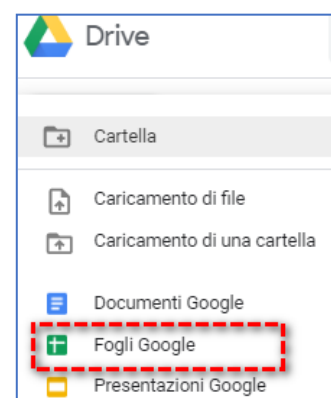 Drive
Cartella
Caricamento di file
Caricamento di una cartella
Documenti Google
Fogli Google
Presentazioni Google